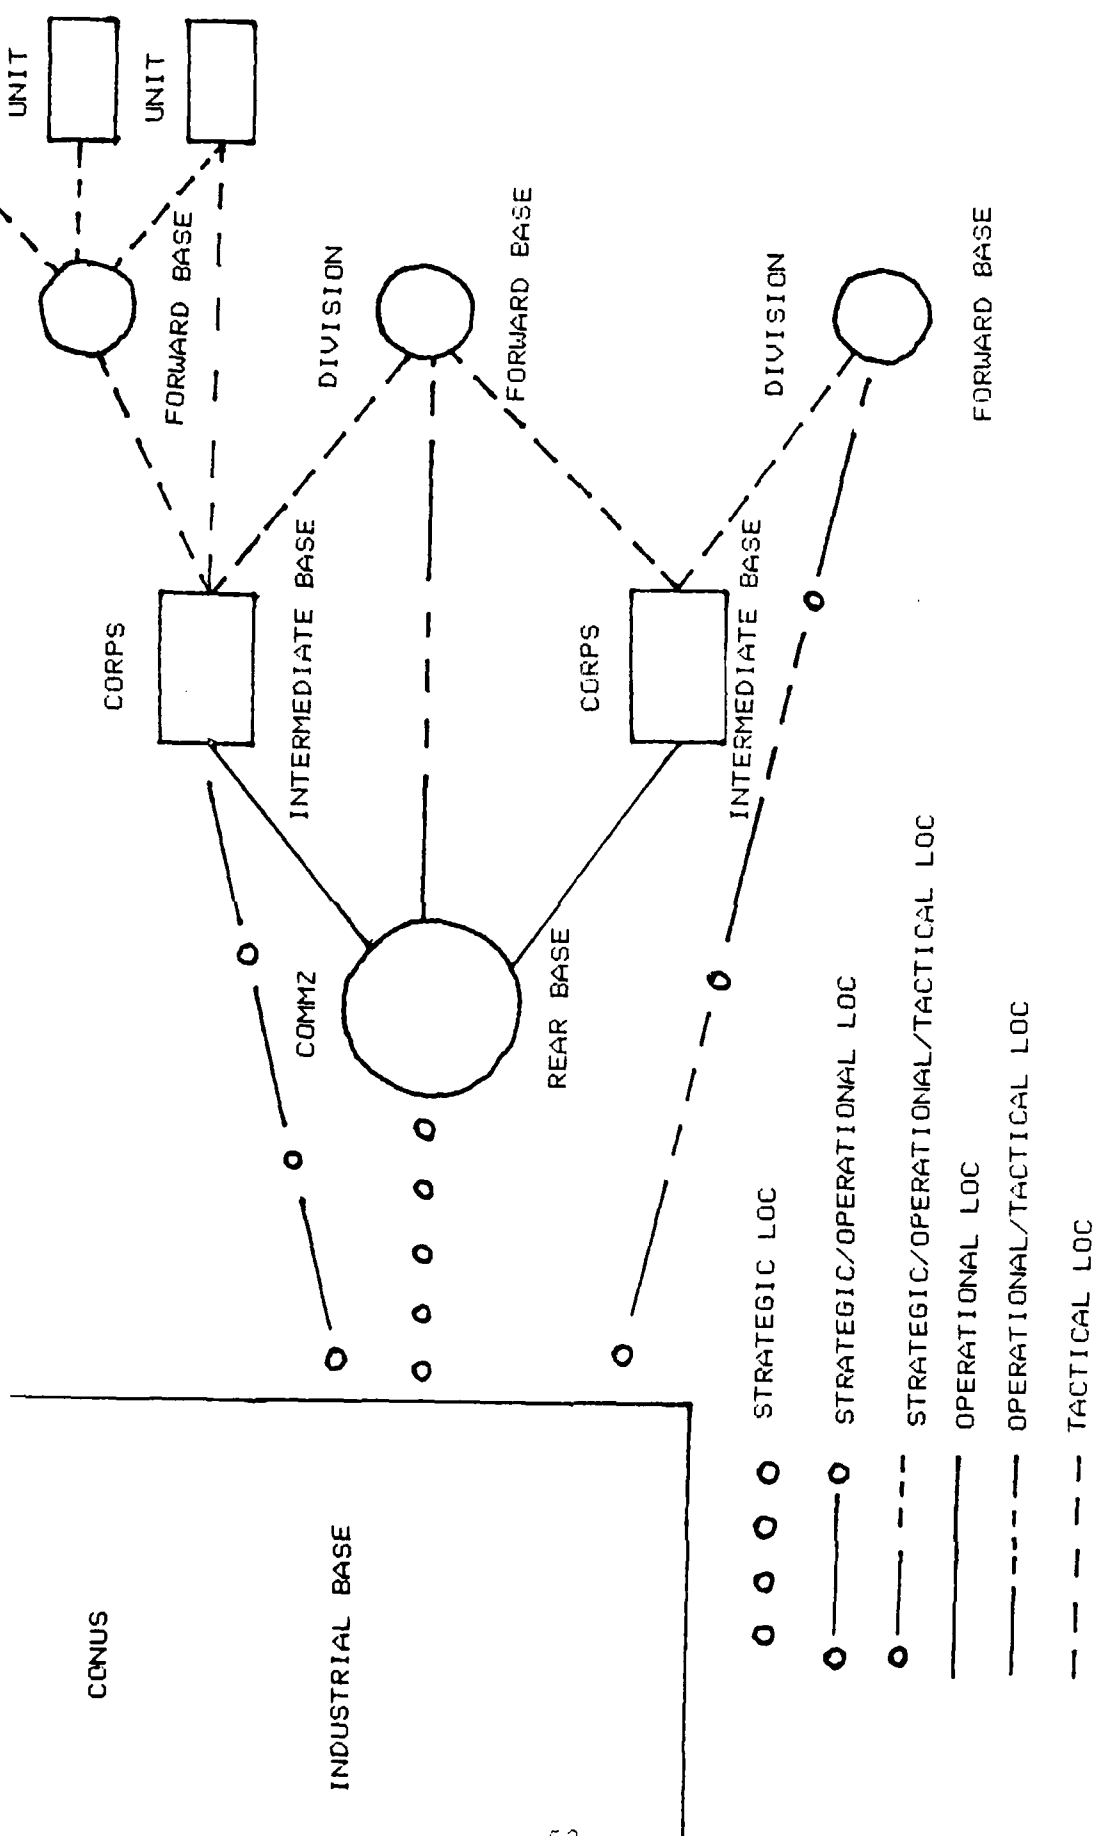 CONUS
INDUSTRIAL BASE
COMMZ
REAR BASE
CORPS
INTERMEDIATE BASE
CORPS
INTERMEDIATE BASE
FORWARD BASE
DIVISION
FORWARD BASE
DIVISION
FORWARD BASE
UNIT
UNIT
STRATEGIC LOC
STRATEGIC/OPERATIONAL LOC
STRATEGIC/OPERATIONAL/TACTICAL LOC
OPERATIONAL LOC
OPERATIONAL/TACTICAL LOC
TACTICAL LOC